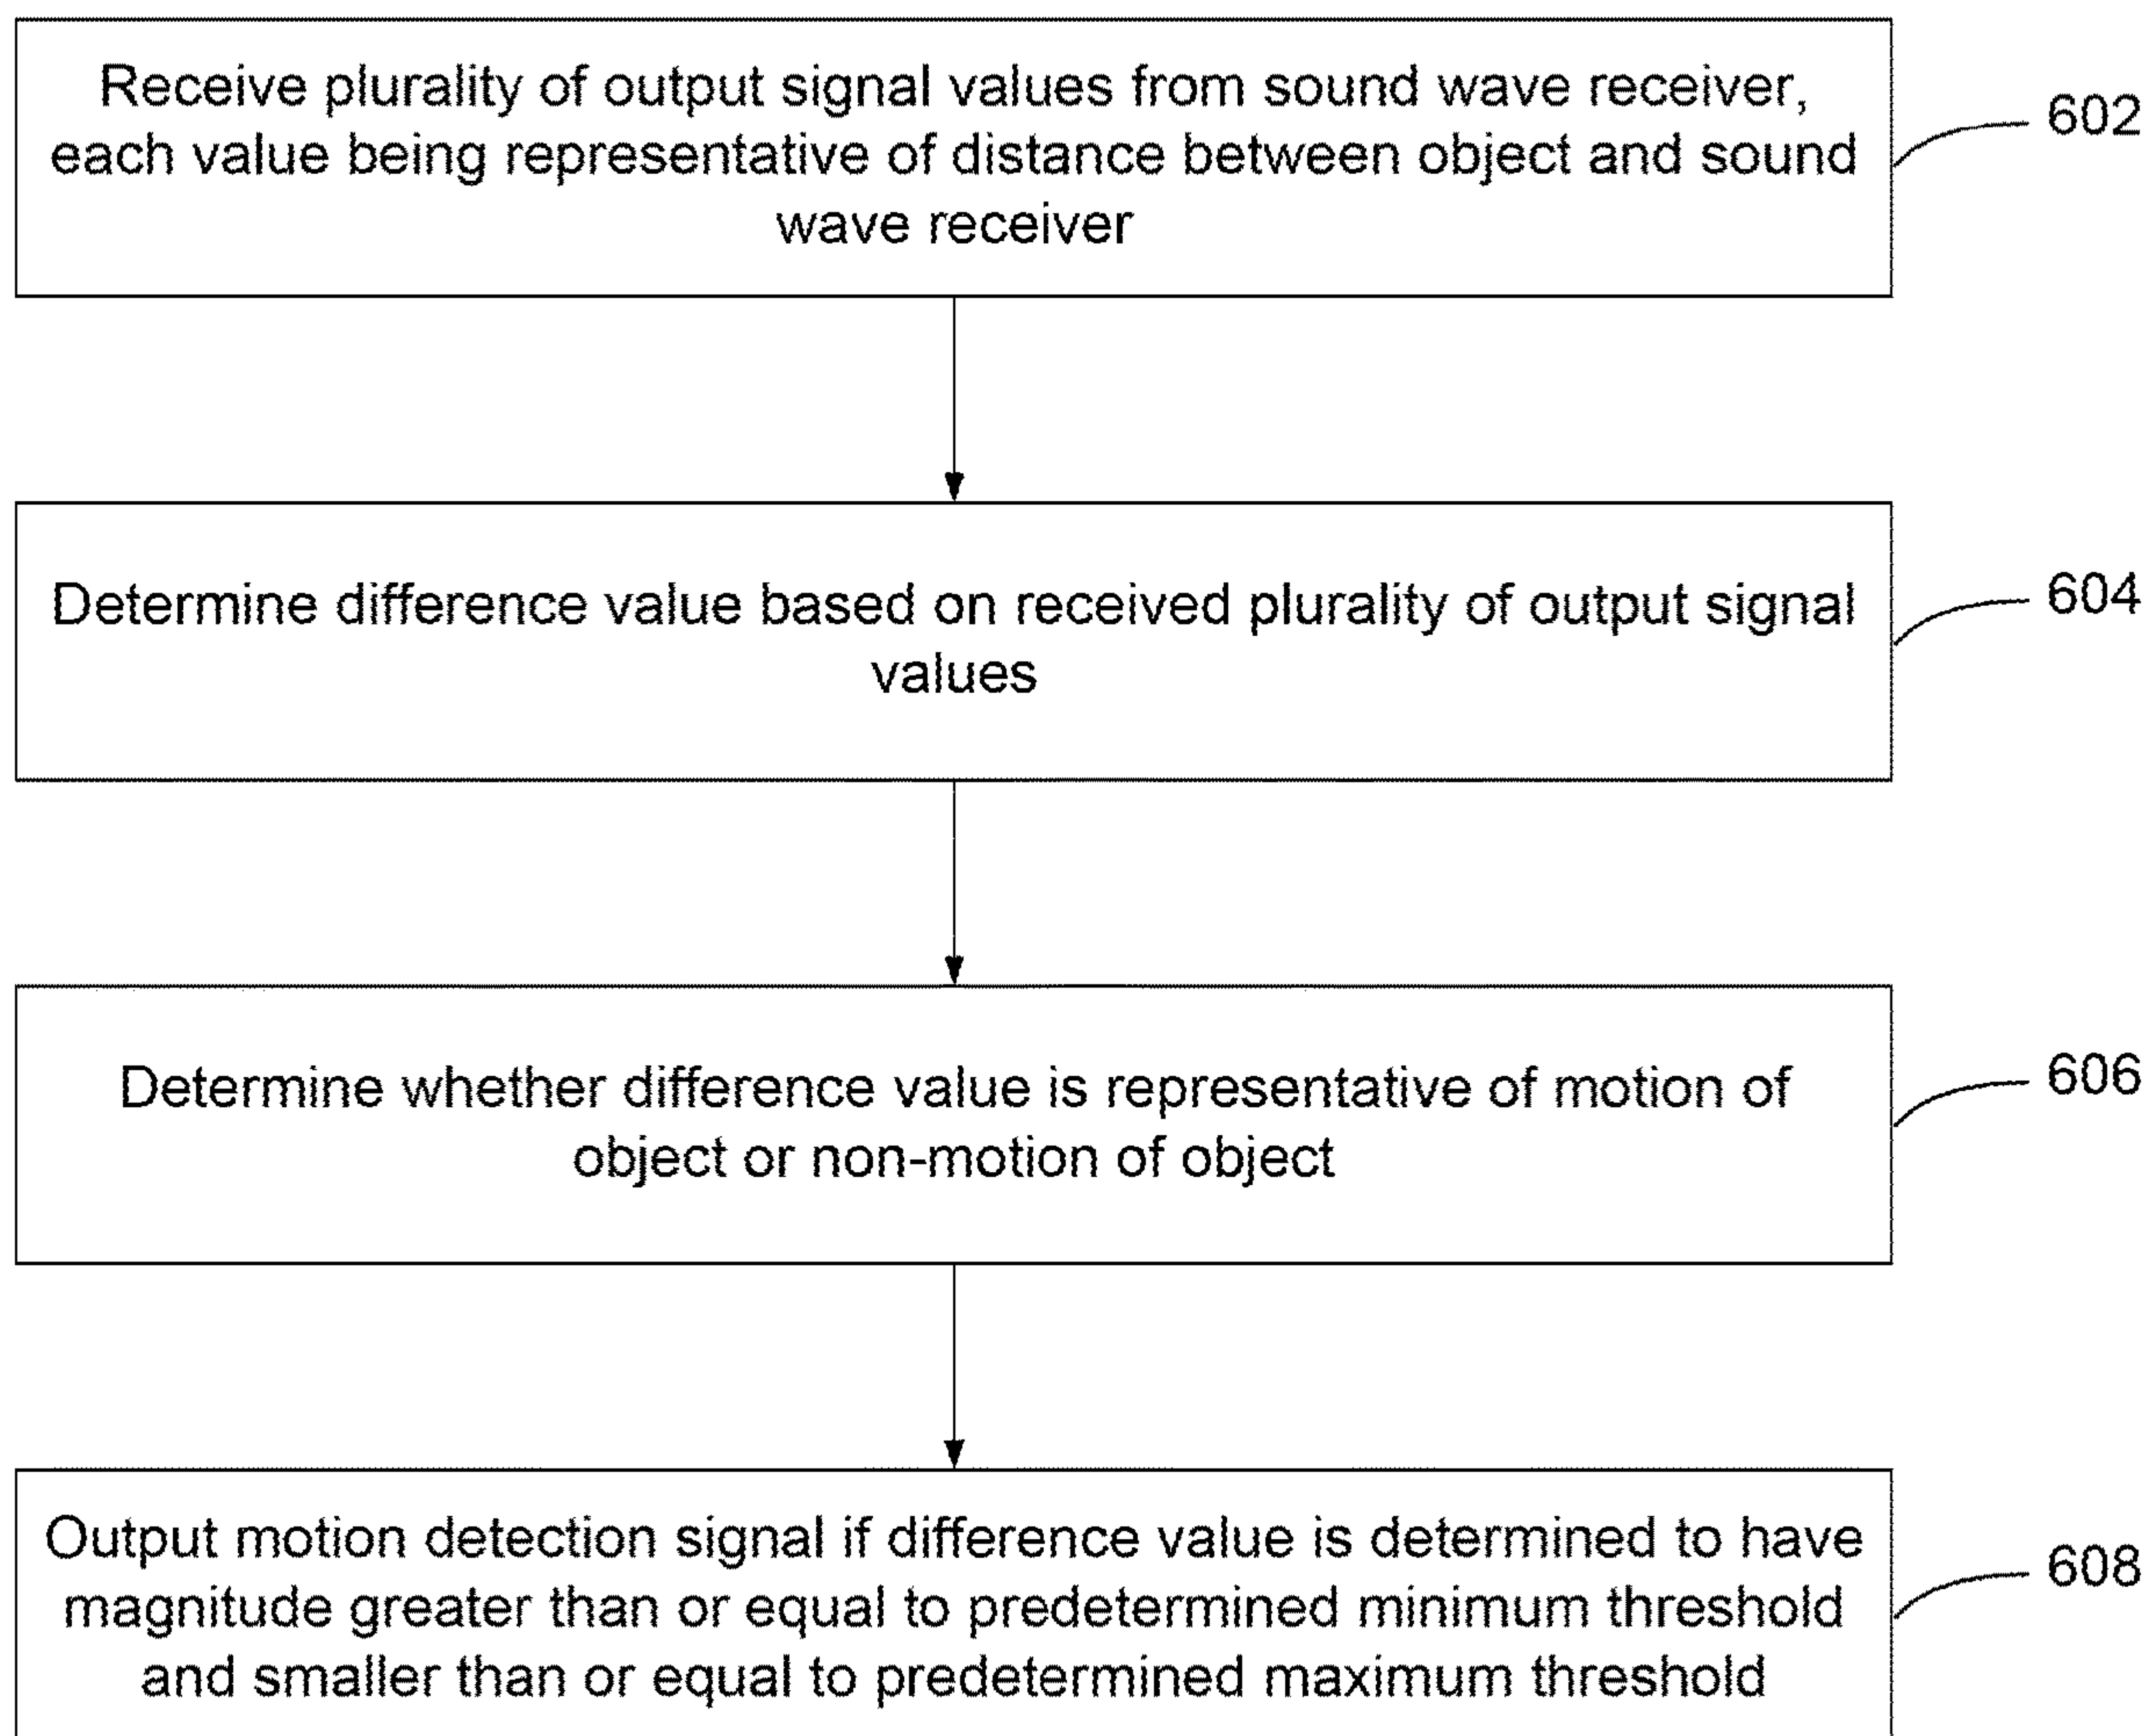 Receive plurality of output signal values from sound wave receiver,
each value being representative of distance between object and sound
wave receiver
602
Determine difference value based on received plurality of output signal
values
604
Determine whether difference value is representative of motion of
object or non-motion of object
606
Output motion detection signal if difference value is determined to have
magnitude greater than or equal to predetermined minimum threshold
and smaller than or equal to predetermined maximum threshold
608